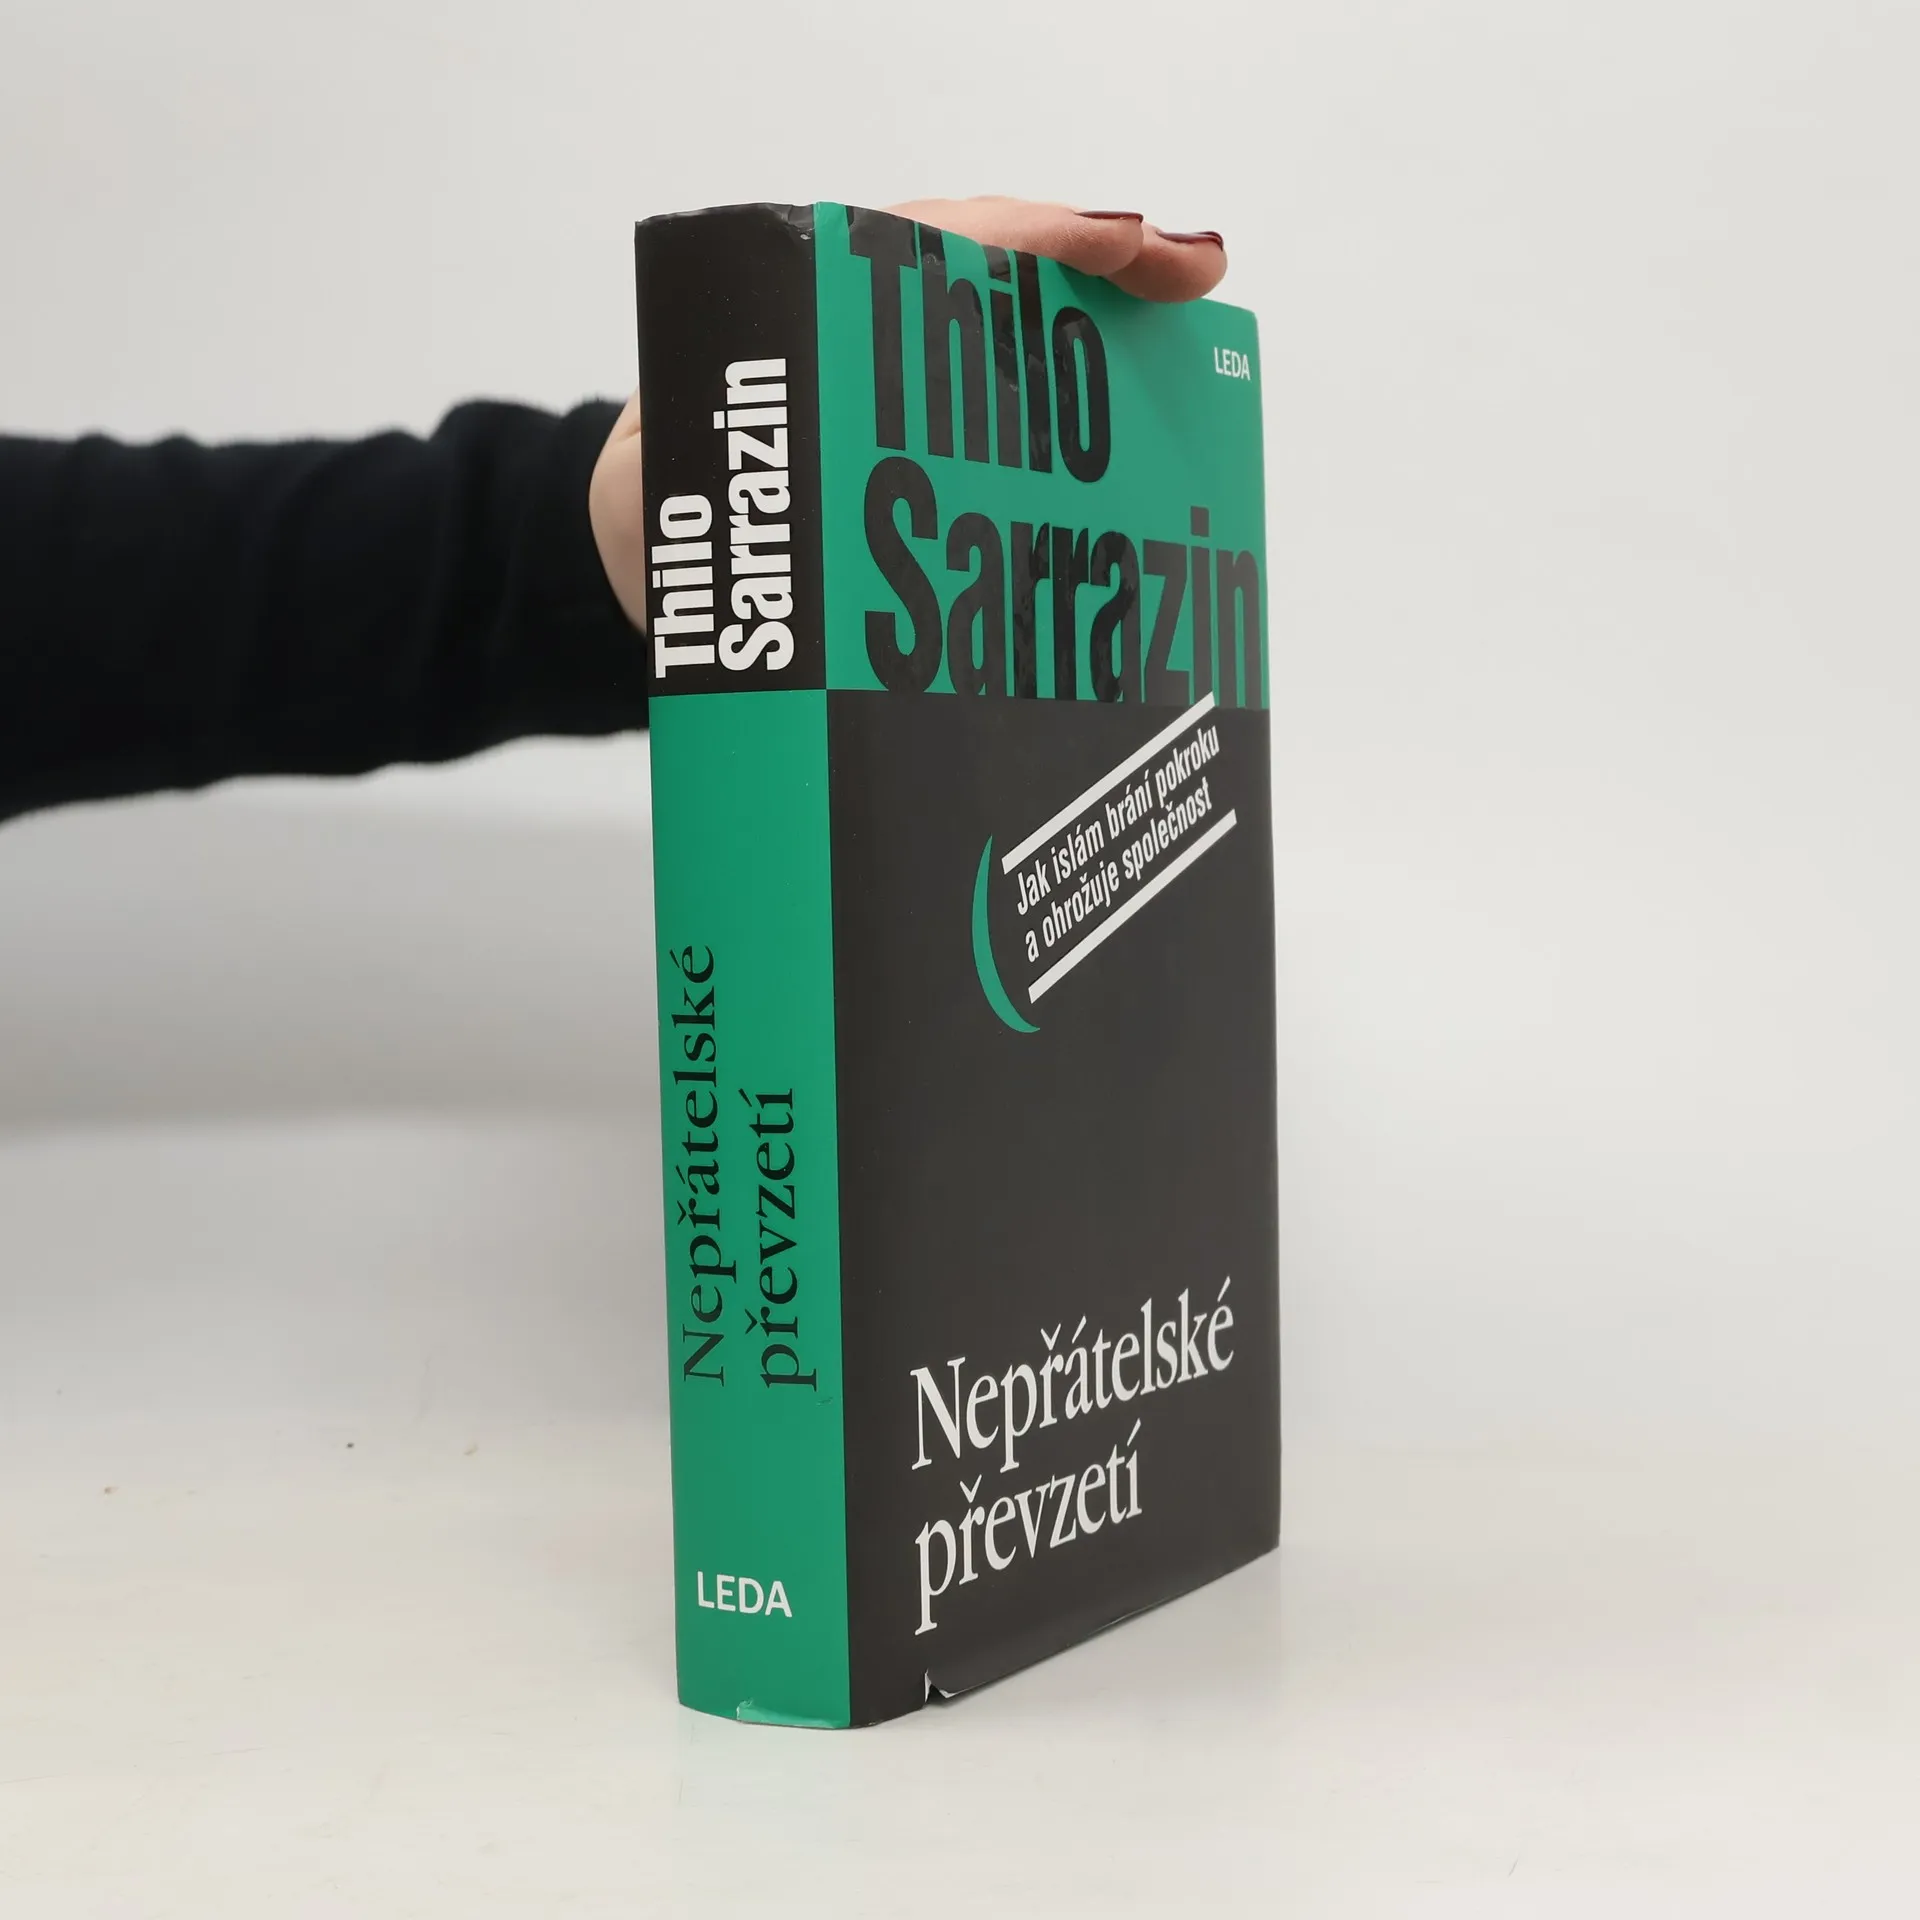 Thilo
Sarrazin
Nepřátelské
převzetí
LEDA
Thilo
Sarrazin
LEDA
Jak islám brání pokroku
a ohrožuje společnost
Nepřátelské
převzetí